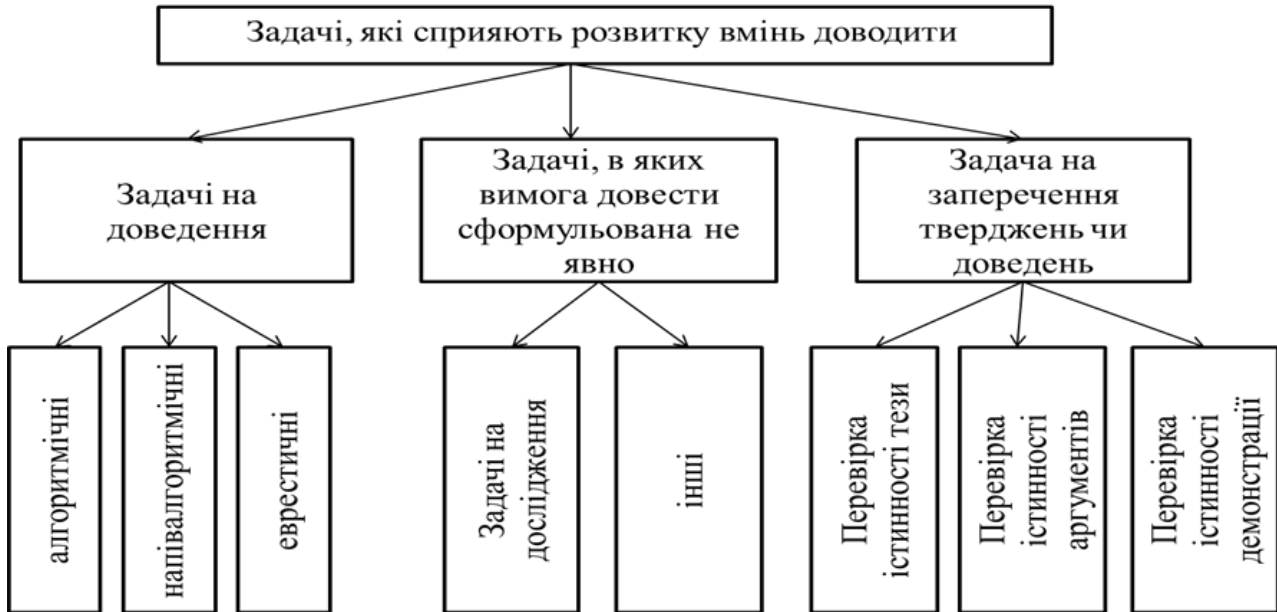 Задачі, які сприяють розвитку вмінь доводити
Задачі на
доведення
Задачі, в яких
вимога довести
сформульована не
явно
Задача на
заперечення
тверджень чи
доведень
алгоритмічні
напівалгоритмічні
евристичні
Задачі на
дослідження
інші
Перевірка
істинності тези
Перевірка
істинності
аргументів
Перевірка
істинності
демонстрації